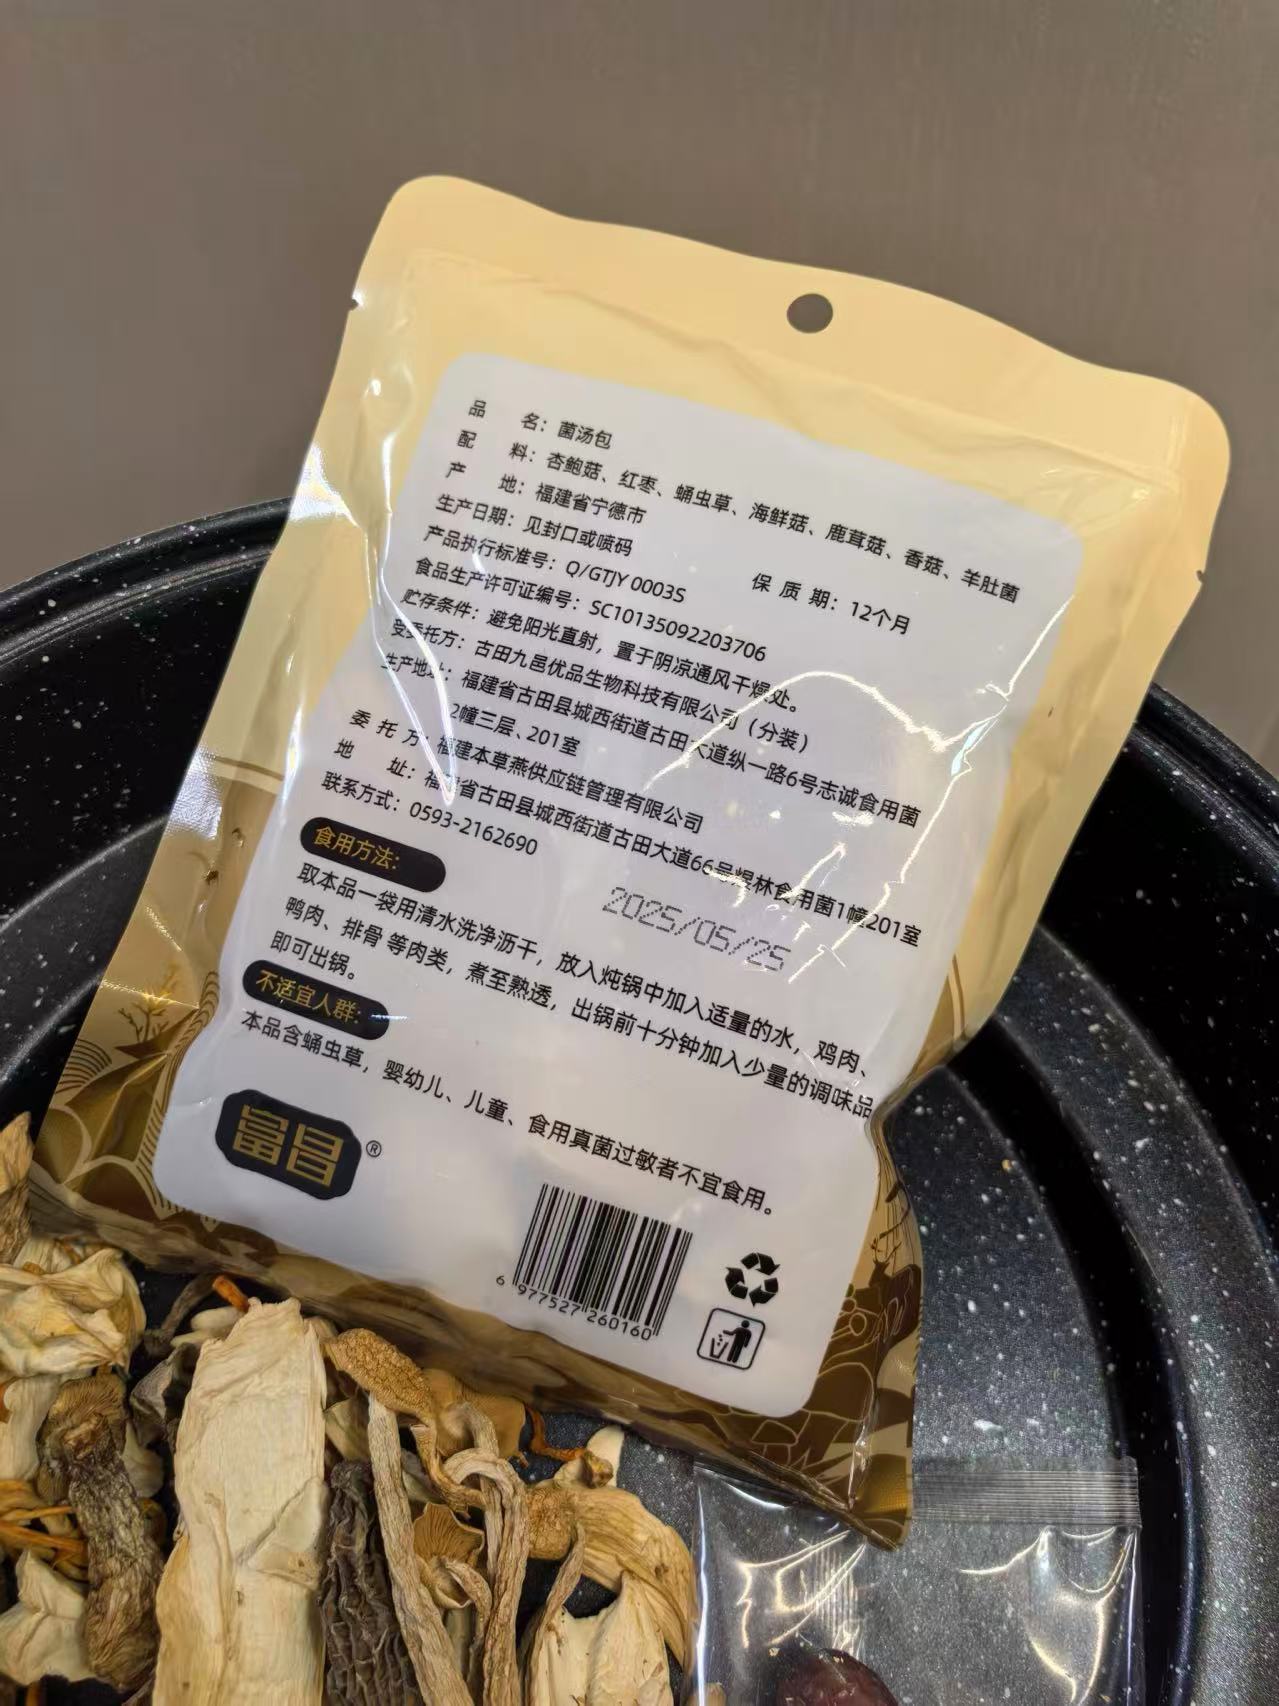 品 名：菌汤包
配 料：杏鲍菇、红枣、蛹虫草、海鲜菇、鹿茸菇、香菇、羊肚菌
产 地：福建省宁德市
生产日期：见封口或喷码 保 质 期：12个月
产品执行标准号：Q/GTJY 0003S
食品生产许可证编号：SC10135092203706
贮存条件：避免阳光直射，置于阴凉通风干燥处。
受委托方：古田九邑优品生物科技有限公司（分装）
生产地址：福建省古田县城西街道古田大道纵一路6号志诚食用菌
2幢三层、201室
委 托 方：福建本草燕供应链管理有限公司
地 址：福建省古田县城西街道古田大道66号煜林食用菌1幢201室
联系方式：0593-2162690
2025/05/25
食用方法：
取本品一袋用清水洗净沥干，放入炖锅中加入适量的水，鸡肉、
鸭肉、排骨 等肉类，煮至熟透，出锅前十分钟加入少量的调味品
即可出锅。
不适宜人群：
本品含蛹虫草，婴幼儿、儿童、食用真菌过敏者不宜食用。
富昌®
6 977527 260160